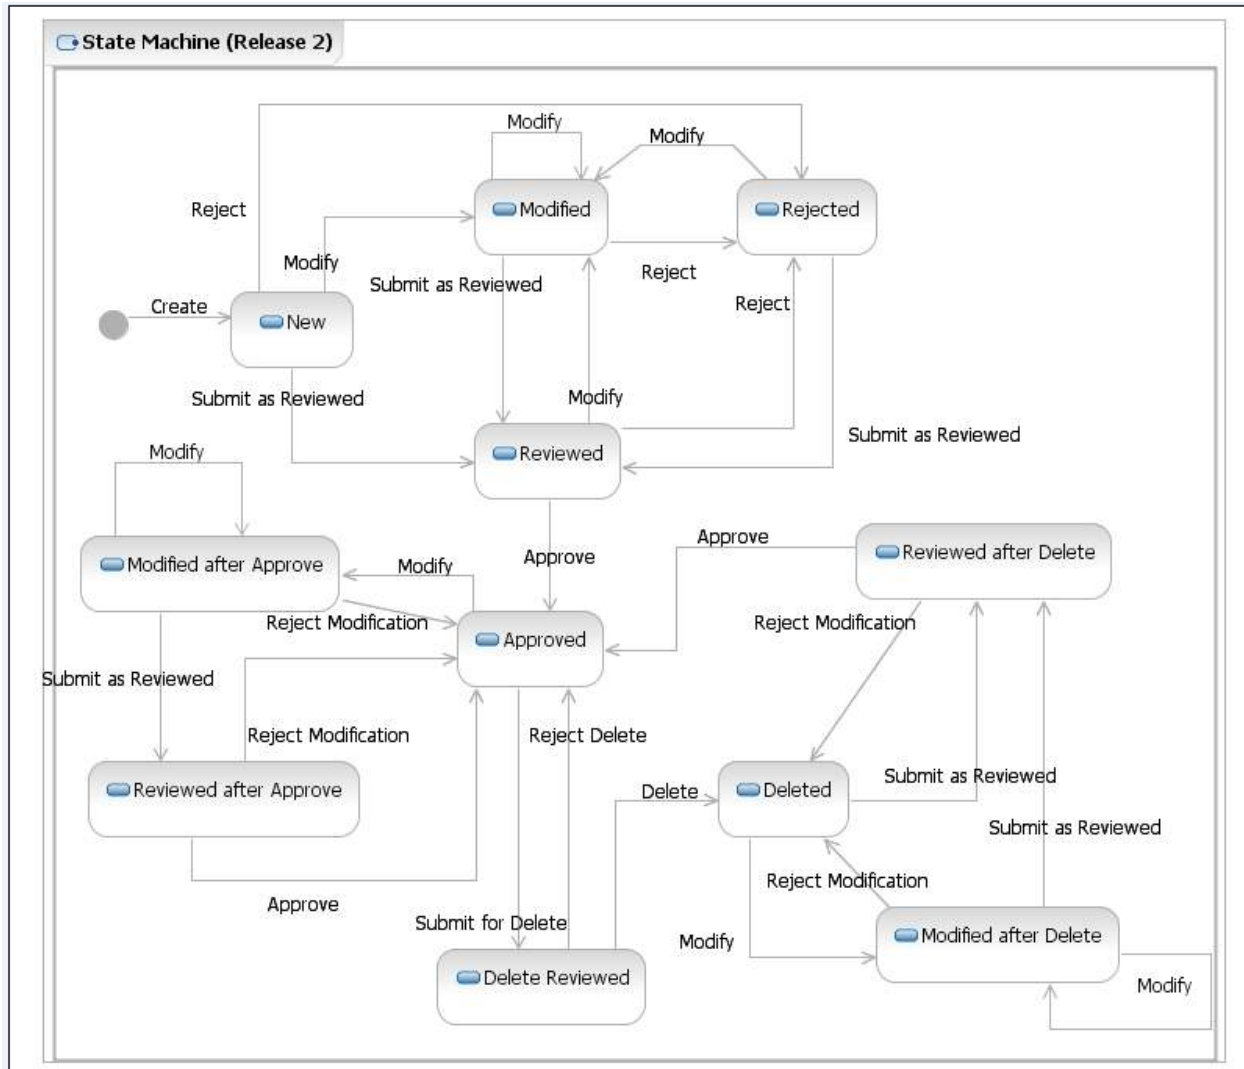 State Machine (Release 2)
Modify
Modify
Reject
Modified
Rejected
Modify
Reject
Submit as Reviewed
Reject
Create
New
Submit as Reviewed
Modify
Submit as Reviewed
Modify
Reviewed
Approve
Reviewed after Delete
Modified after Approve
Modify
Approve
Reject Modification
Reject Modification
Approved
Submit as Reviewed
Reject Modification
Reject Delete
Submit as Reviewed
Reviewed after Approve
Delete
Deleted
Submit as Reviewed
Reject Modification
Approve
Submit for Delete
Modify
Modified after Delete
Delete Reviewed
Modify